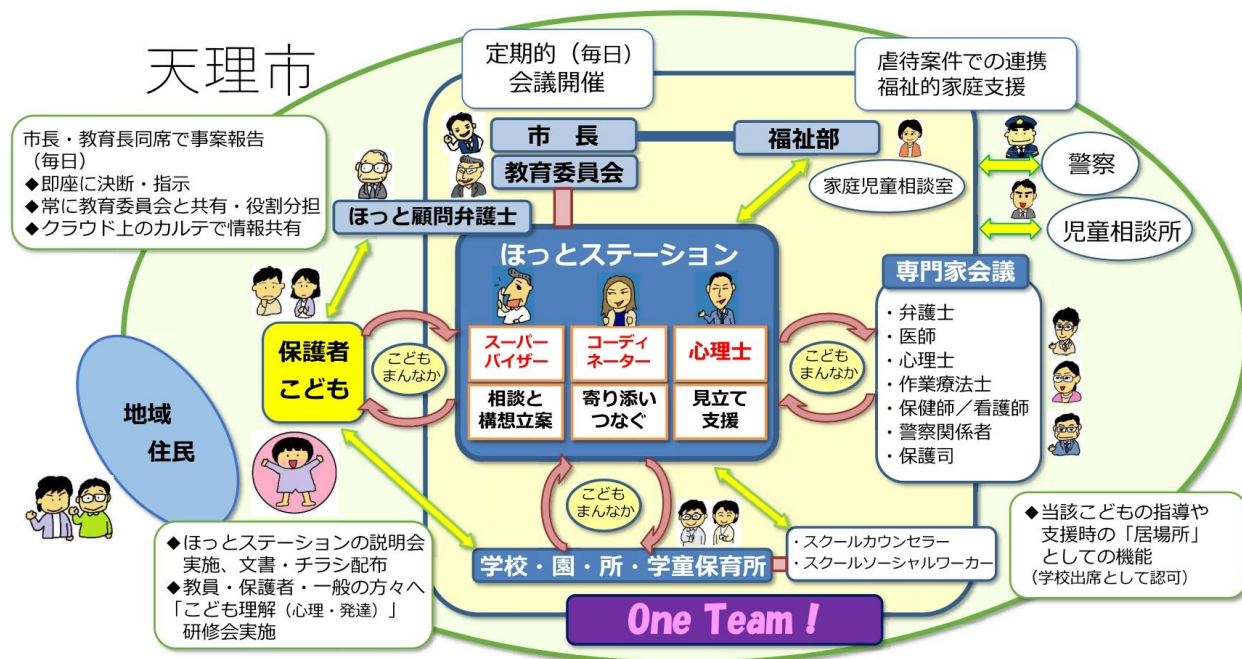 天理市
定期的（毎日）
会議開催
虐待案件での連携
福祉的家庭支援
市長・教育長同席で事案報告
（毎日）
◆即座に決断・指示
◆常に教育委員会と共有・役割分担
◆クラウド上のカルテで情報共有
市　長
教育委員会
福祉部
家庭児童相談室
警察
児童相談所
ほっと顧問弁護士
ほっとステーション
スーパー
バイザー
コーディ
ネーター
心理士
相談と
構想立案
寄り添い
つなぐ
見立て
支援
保護者
こども
こども
まんなか
こども
まんなか
専門家会議
・弁護士
・医師
・心理士
・作業療法士
・保健師／看護師
・警察関係者
・保護司
地域
住民
こども
まんなか
◆ほっとステーションの説明会
実施、文書・チラシ配布
◆教員・保護者・一般の方々へ
「こども理解（心理・発達）」
研修会実施
学校・園・所・学童保育所
・スクールカウンセラー
・スクールソーシャルワーカー
◆当該こどもの指導や
支援時の「居場所」
としての機能
（学校出席として認可）
One Team！